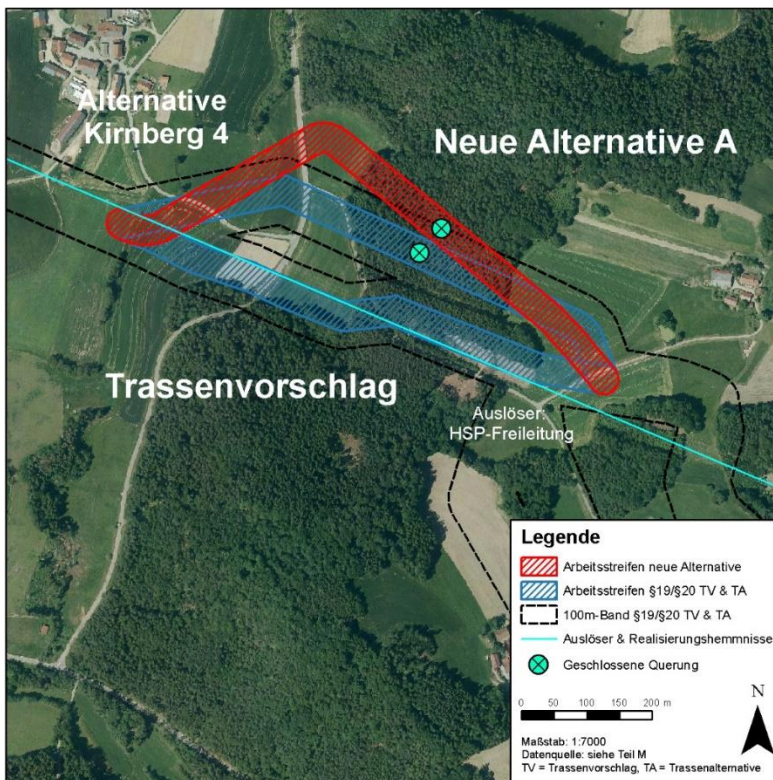 Alternative
Kirnberg 4
Neue Alternative A
Trassenvorschlag
Auslöser:
HSP-Freileitung
Legende
Arbeitsstreifen neue Alternative
Arbeitsstreifen §19/§20 TV & TA
100m-Band §19/§20 TV & TA
Auslöser & Realisierungshemmnisse
Geschlossene Querung
0 50 100 150 200 m
N
Maßstab: 1:7000
Datenquelle: siehe Teil M
TV = Trassenvorschlag, TA = Trassenalternative